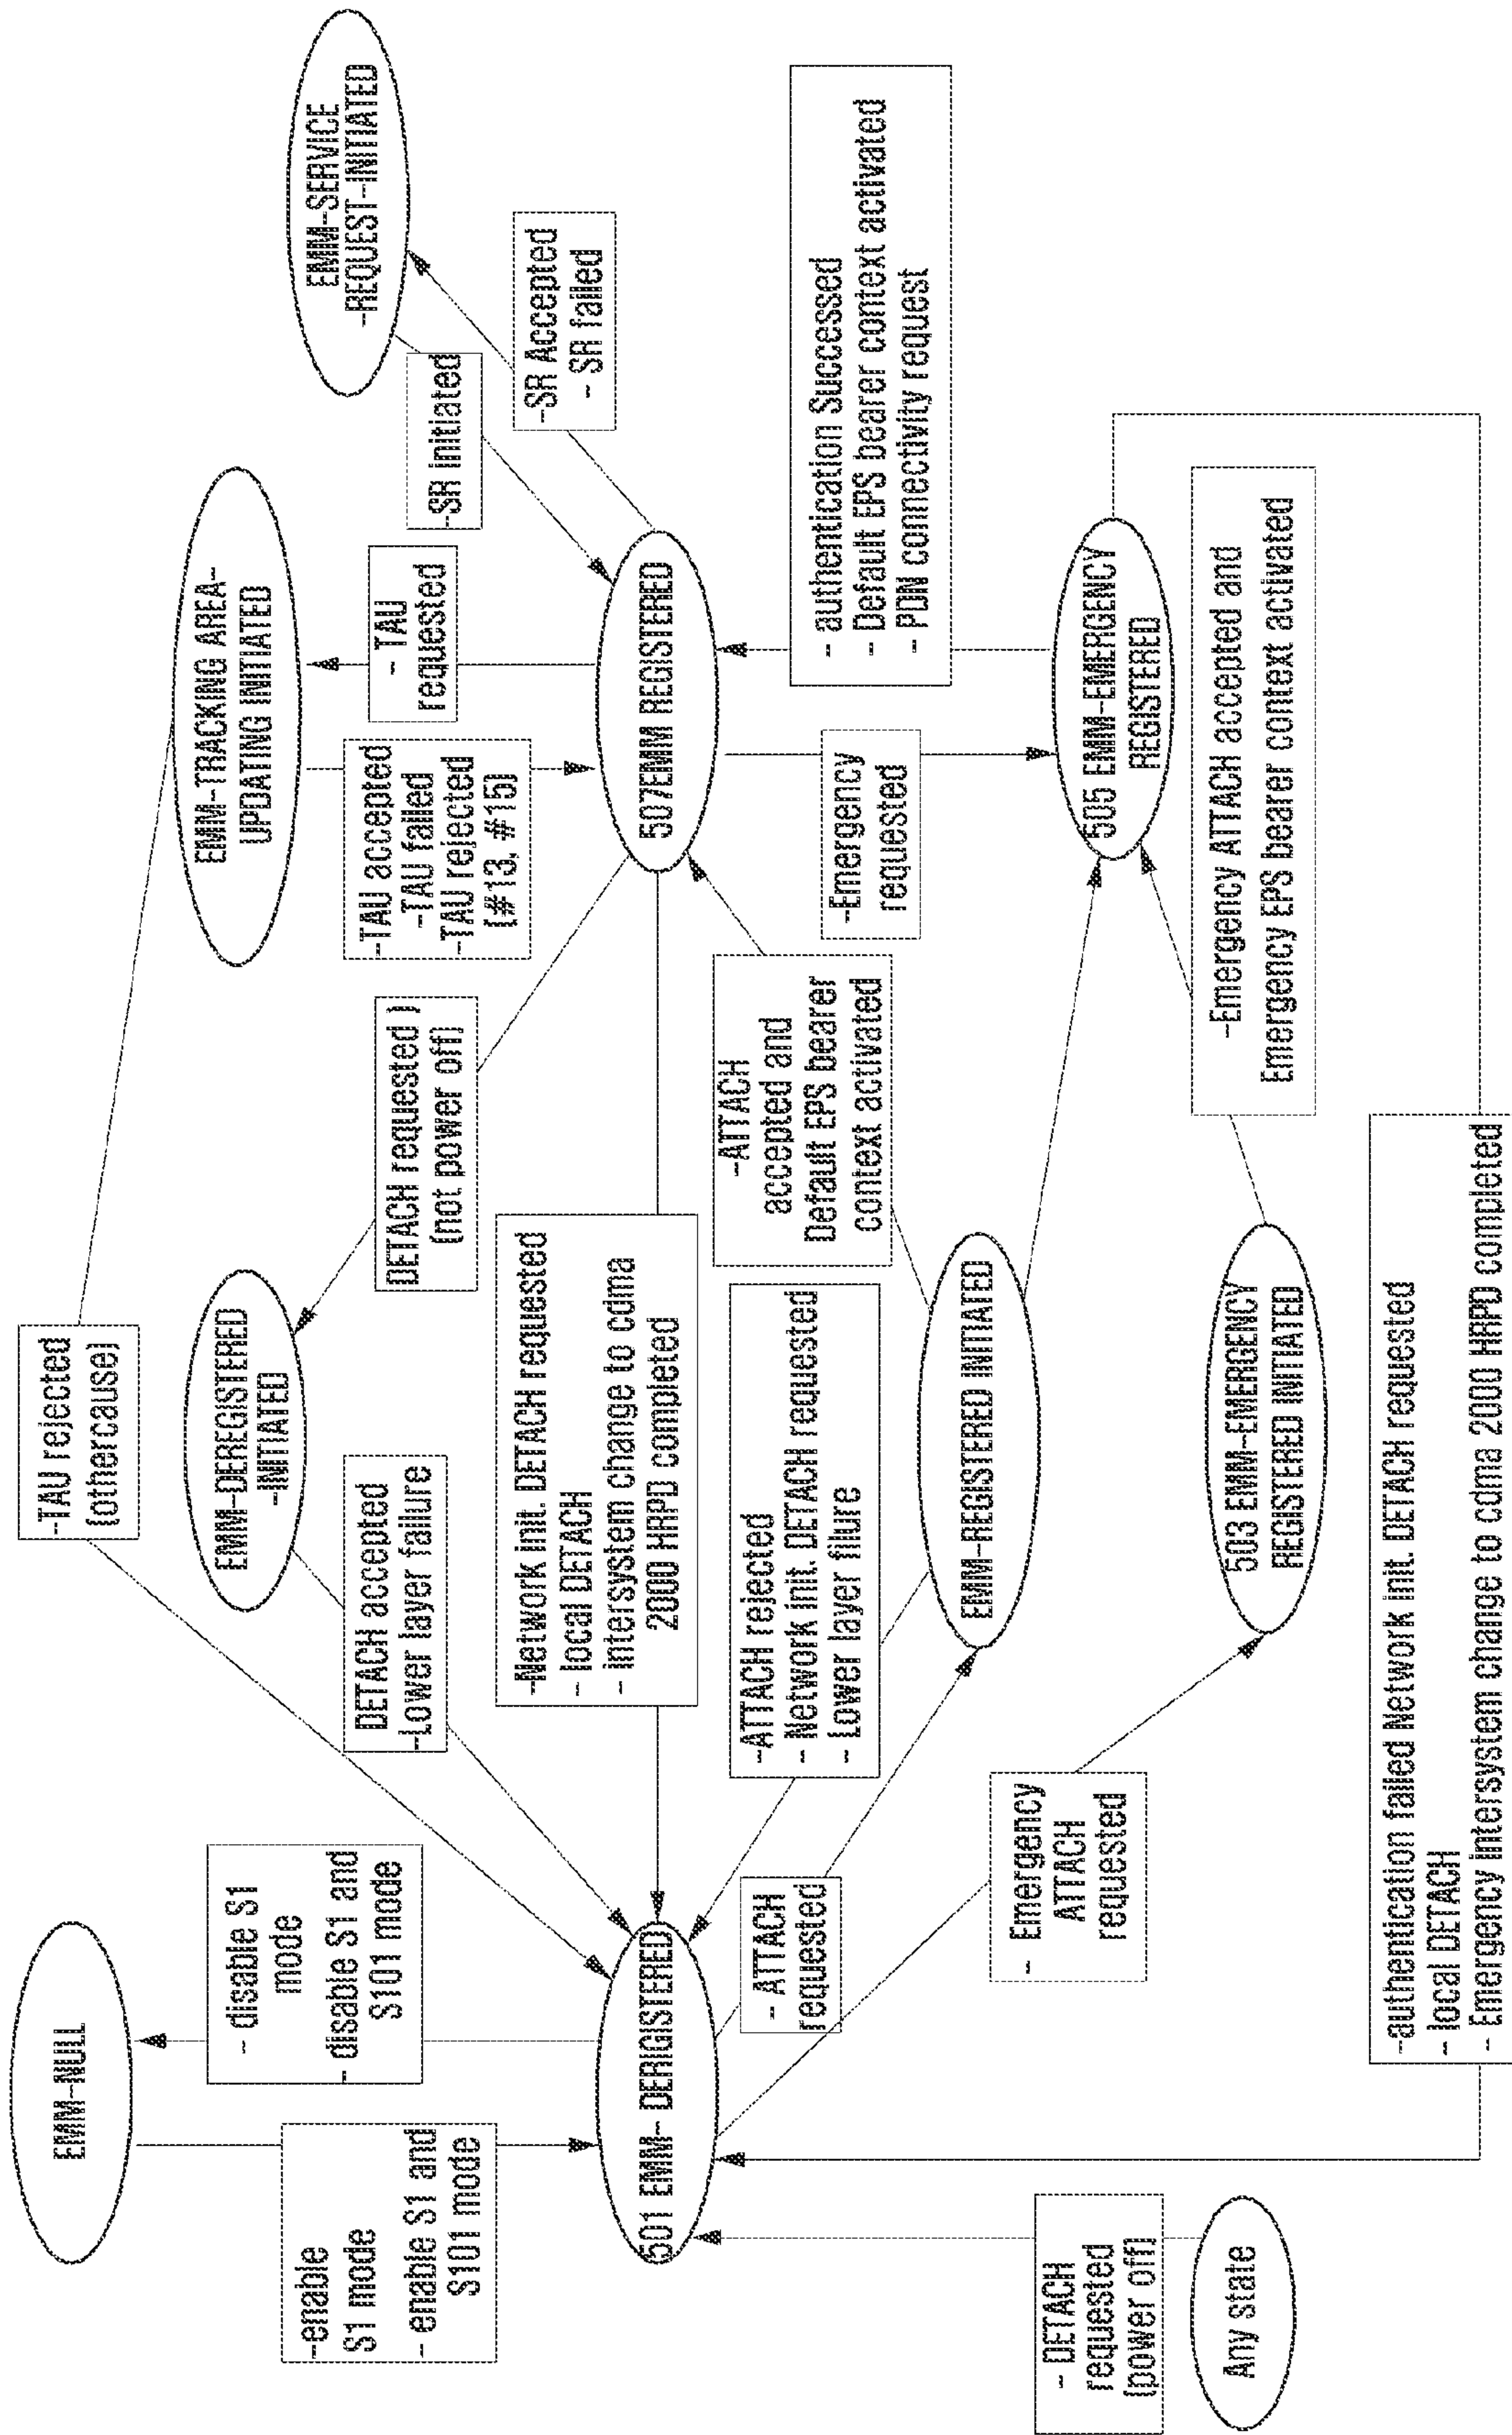 EMM-NULL
-enable
S1 mode
- enable S1 and
S101 mode
- disable S1
mode
- disable S1 and
S101 mode
-TAU rejected
(othercause)
EMM-DEREGISTERED
-INITIATED
EMM-TRACKING AREA-
UPDATING INITIATED
EMM-SERVICE
-REQUEST-INITIATED
DETACH accepted
-Lower layer failure
DETACH requested )
(not power off)
-TAU accepted
-TAU failed
-TAU rejected
(#13, #15)
- TAU
requested
-SR initiated
-SR Accepted
- SR failed
-Network init. DETACH requested
- local DETACH
- intersystem change to cdma
2000 HRPD completed
501 EMM- DERIGISTERED
507EMM REGISTERED
- ATTACH
requested
-ATTACH rejected
- Network init. DETACH requested
- Lower layer filure
-ATTACH
accepted and
Default EPS bearer
context activated
-Emergency
requested
- authentication Successed
- Default EPS bearer context activated
- PDN connectivity request
EMM-REGISTERED INITIATED
- Emergency
ATTACH
requested
505 EMM-EMERGENCY
REGISTERED
- DETACH
requested
(power off)
Any state
503 EMM-EMERGENCY
REGISTERED INITIATED
-Emergency ATTACH accepted and
Emergency EPS bearer context activated
-authentication failed Network init. DETACH requested
- local DETACH
- Emergency intersystem change to cdma 2000 HRPD completed